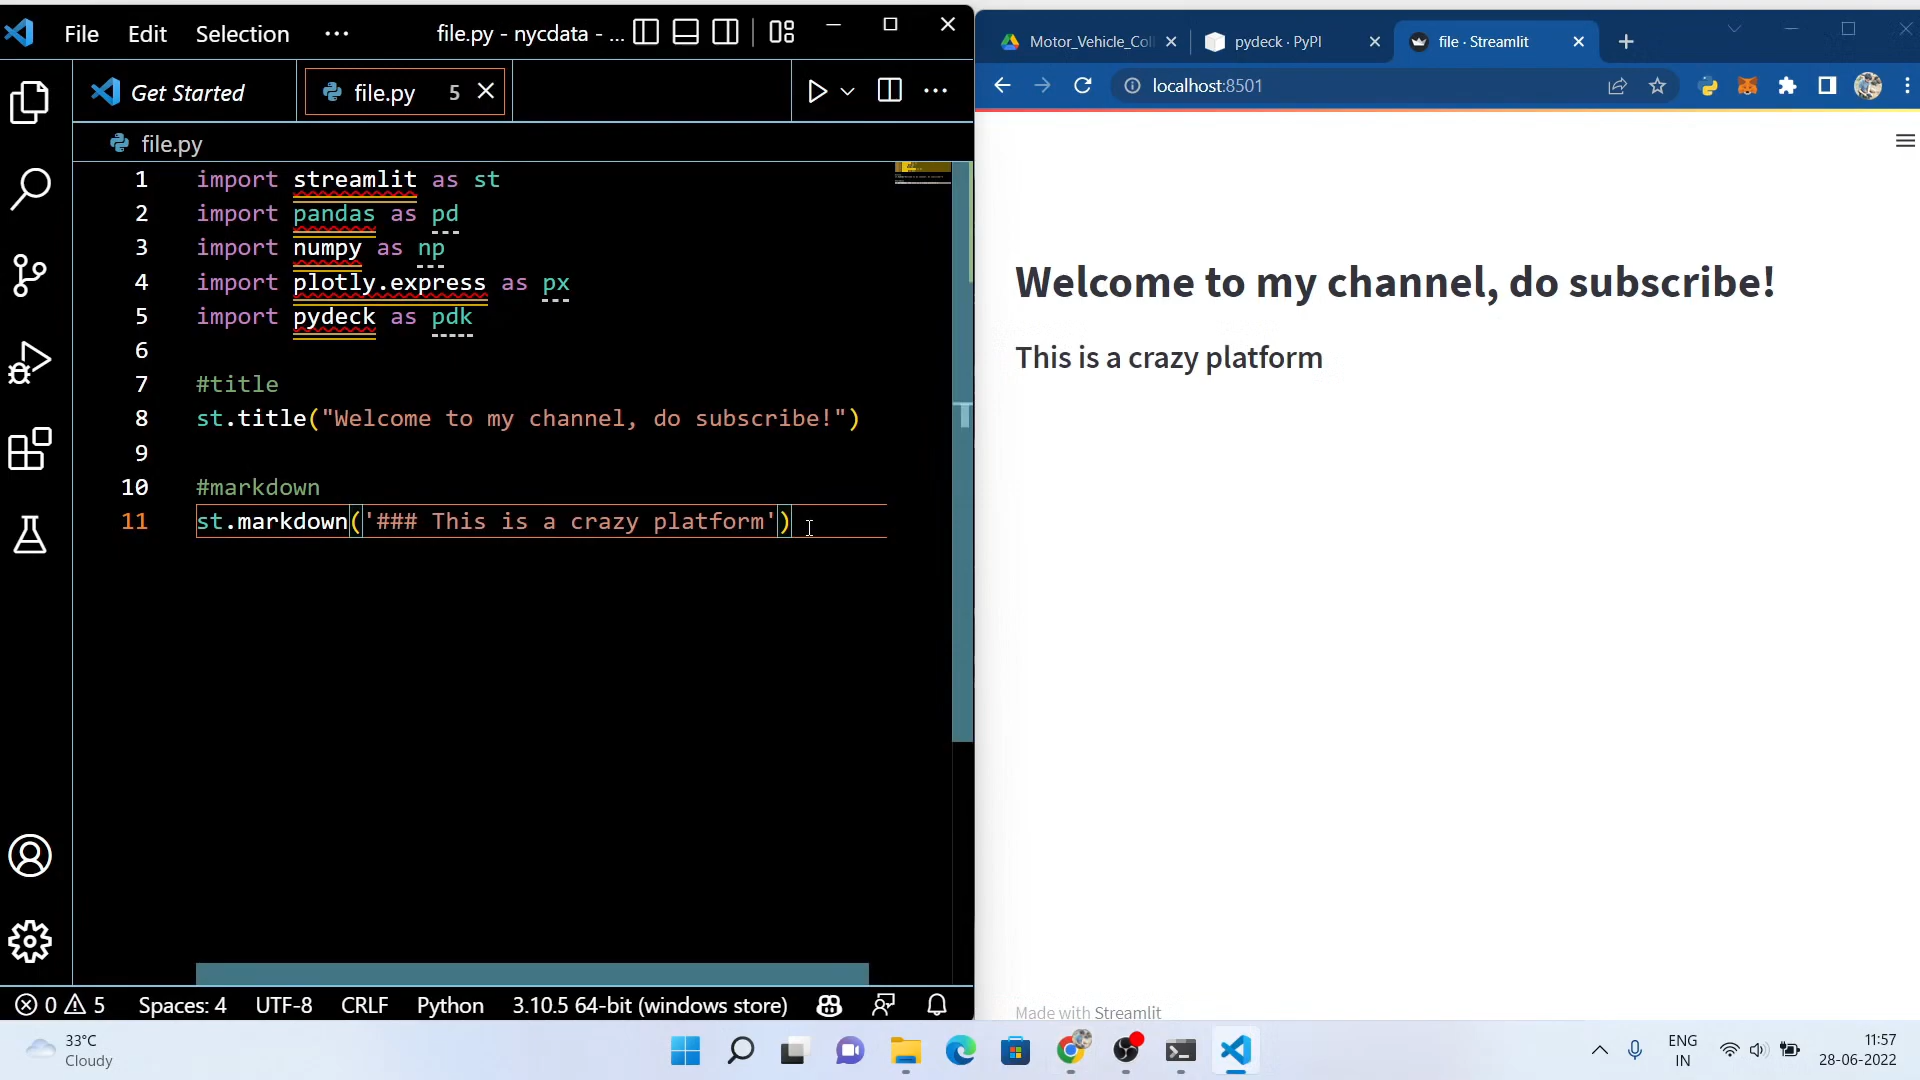 File Edit Selection ··· file.py - nycdata - ...
Get Started file.py 5
file.py
1 import streamlit as st
2 import pandas as pd
3 import numpy as np
4 import plotly.express as px
5 import pydeck as pdk
6
7 #title
8 st.title("Welcome to my channel, do subscribe!")
9
10 #markdown
11 st.markdown('### This is a crazy platform')
0 5 Spaces: 4 UTF-8 CRLF Python 3.10.5 64-bit (windows store)
Motor_Vehicle_Col pydeck · PyPI file · Streamlit
localhost:8501
Welcome to my channel, do subscribe!
This is a crazy platform
Made with Streamlit
33°C
Cloudy
ENG
IN
11:57
28-06-2022